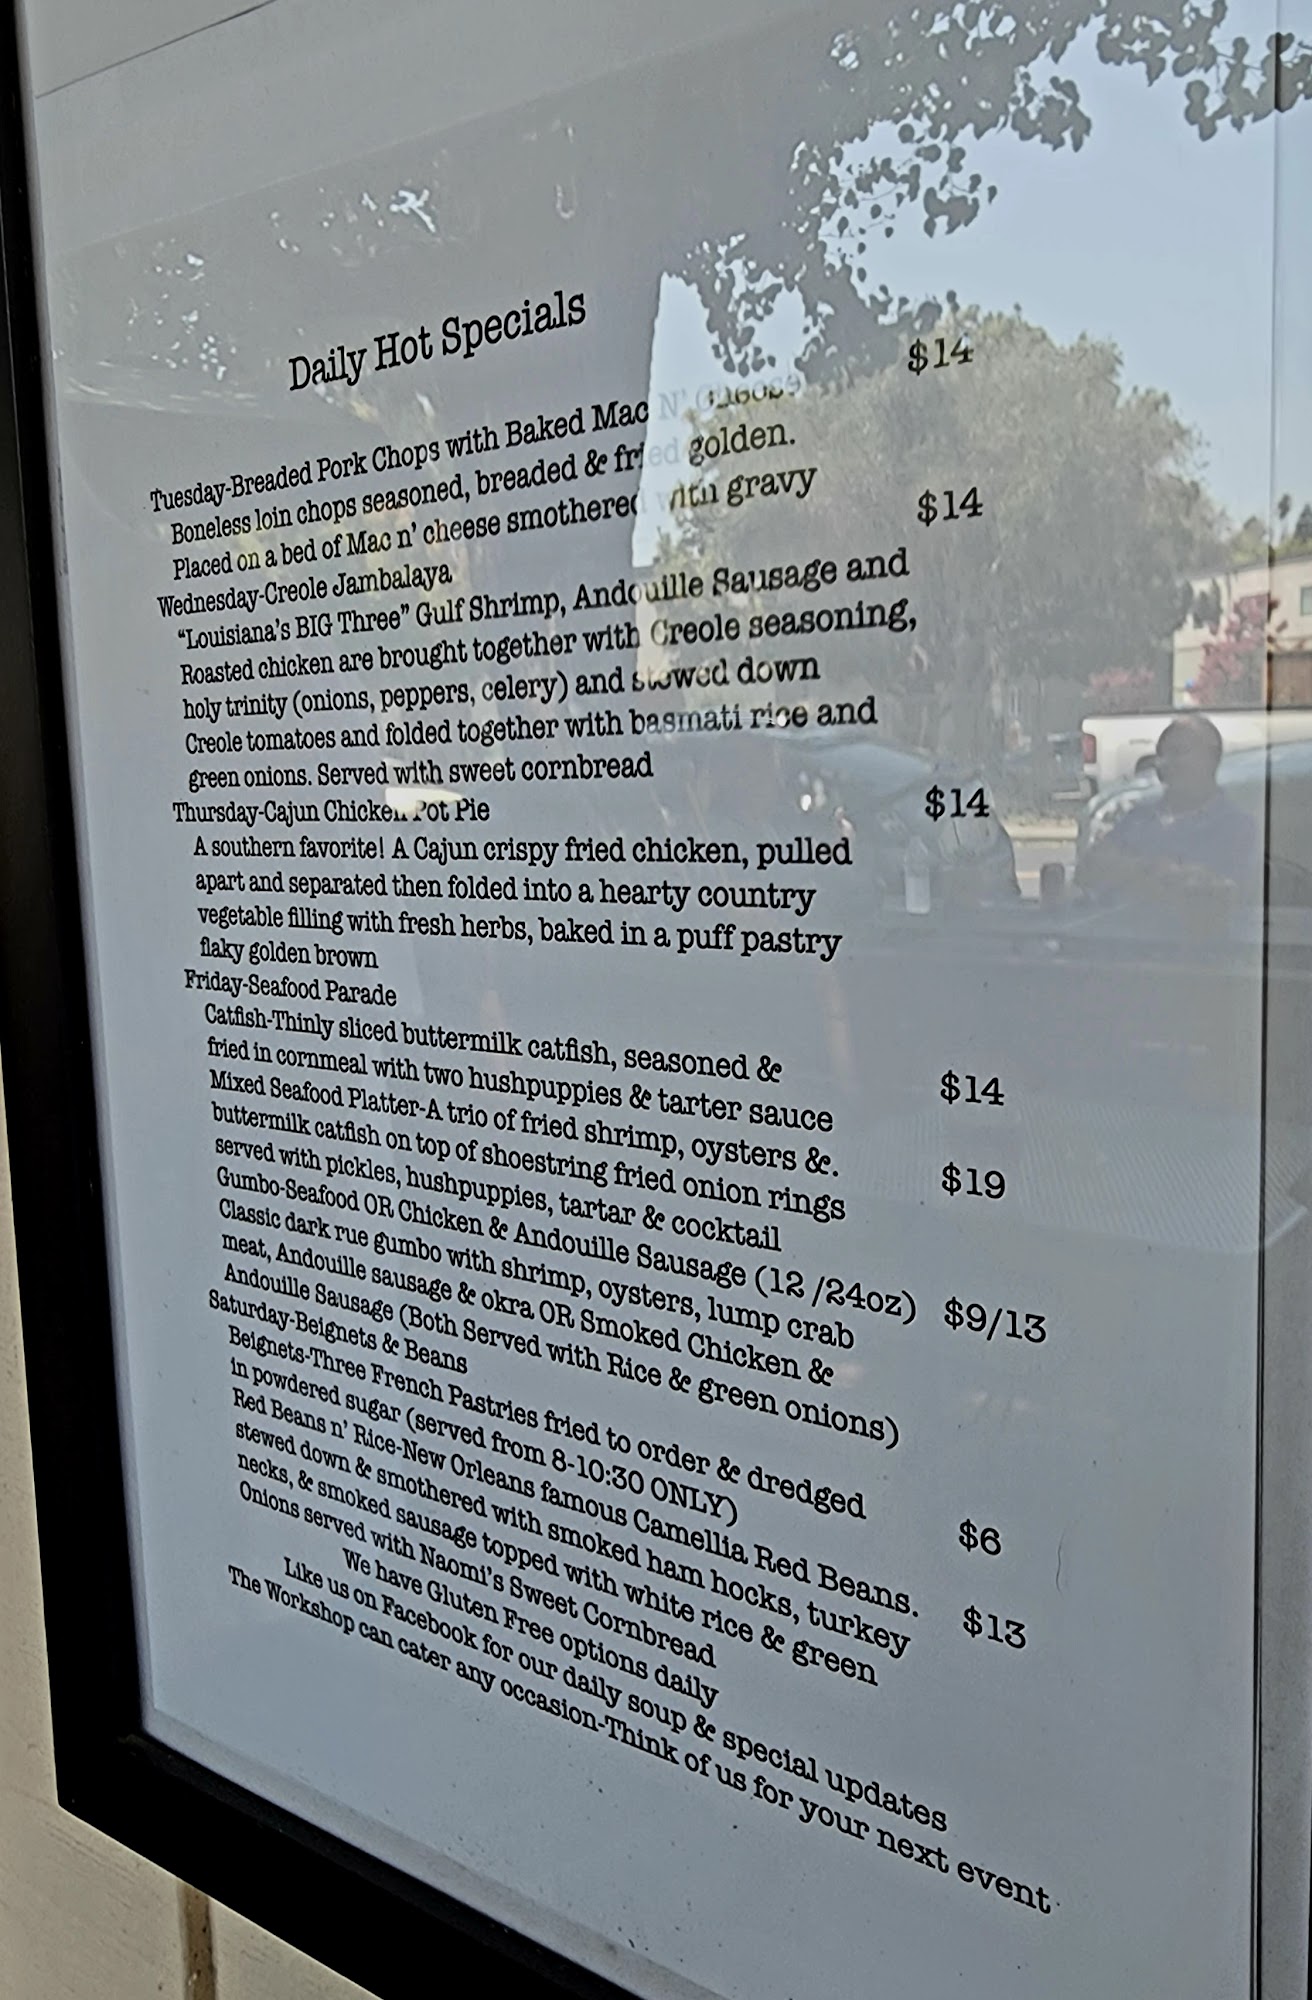 Daily Hot Specials
Tuesday-Breaded Pork Chops with Baked Mac N' Cheese $14
Boneless loin chops seasoned, breaded & fried golden.
Placed on a bed of Mac n' cheese smothered with gravy
Wednesday-Creole Jambalaya $14
"Louisiana's BIG Three" Gulf Shrimp, Andouille Sausage and
Roasted chicken are brought together with Creole seasoning,
holy trinity (onions, peppers, celery) and stewed down
Creole tomatoes and folded together with basmati rice and
green onions. Served with sweet cornbread
Thursday-Cajun Chicken Pot Pie $14
A southern favorite! A Cajun crispy fried chicken, pulled
apart and separated then folded into a hearty country
vegetable filling with fresh herbs, baked in a puff pastry
flaky golden brown
Friday-Seafood Parade
Catfish-Thinly sliced buttermilk catfish, seasoned &
fried in cornmeal with two hushpuppies & tarter sauce $14
Mixed Seafood Platter-A trio of fried shrimp, oysters &.
buttermilk catfish on top of shoestring fried onion rings $19
served with pickles, hushpuppies, tartar & cocktail
Gumbo-Seafood OR Chicken & Andouille Sausage (12 /24oz) $9/13
Classic dark rue gumbo with shrimp, oysters, lump crab
meat, Andouille sausage & okra OR Smoked Chicken &
Andouille Sausage (Both Served with Rice & green onions)
Saturday-Beignets & Beans
Beignets-Three French Pastries fried to order & dredged
in powdered sugar (served from 8-10:30 ONLY) $6
Red Beans n' Rice-New Orleans famous Camellia Red Beans.
stewed down & smothered with smoked ham hocks, turkey $13
necks, & smoked sausage topped with white rice & green
Onions served with Naomi's Sweet Cornbread
We have Gluten Free options daily
Like us on Facebook for our daily soup & special updates
The Workshop can cater any occasion-Think of us for your next event